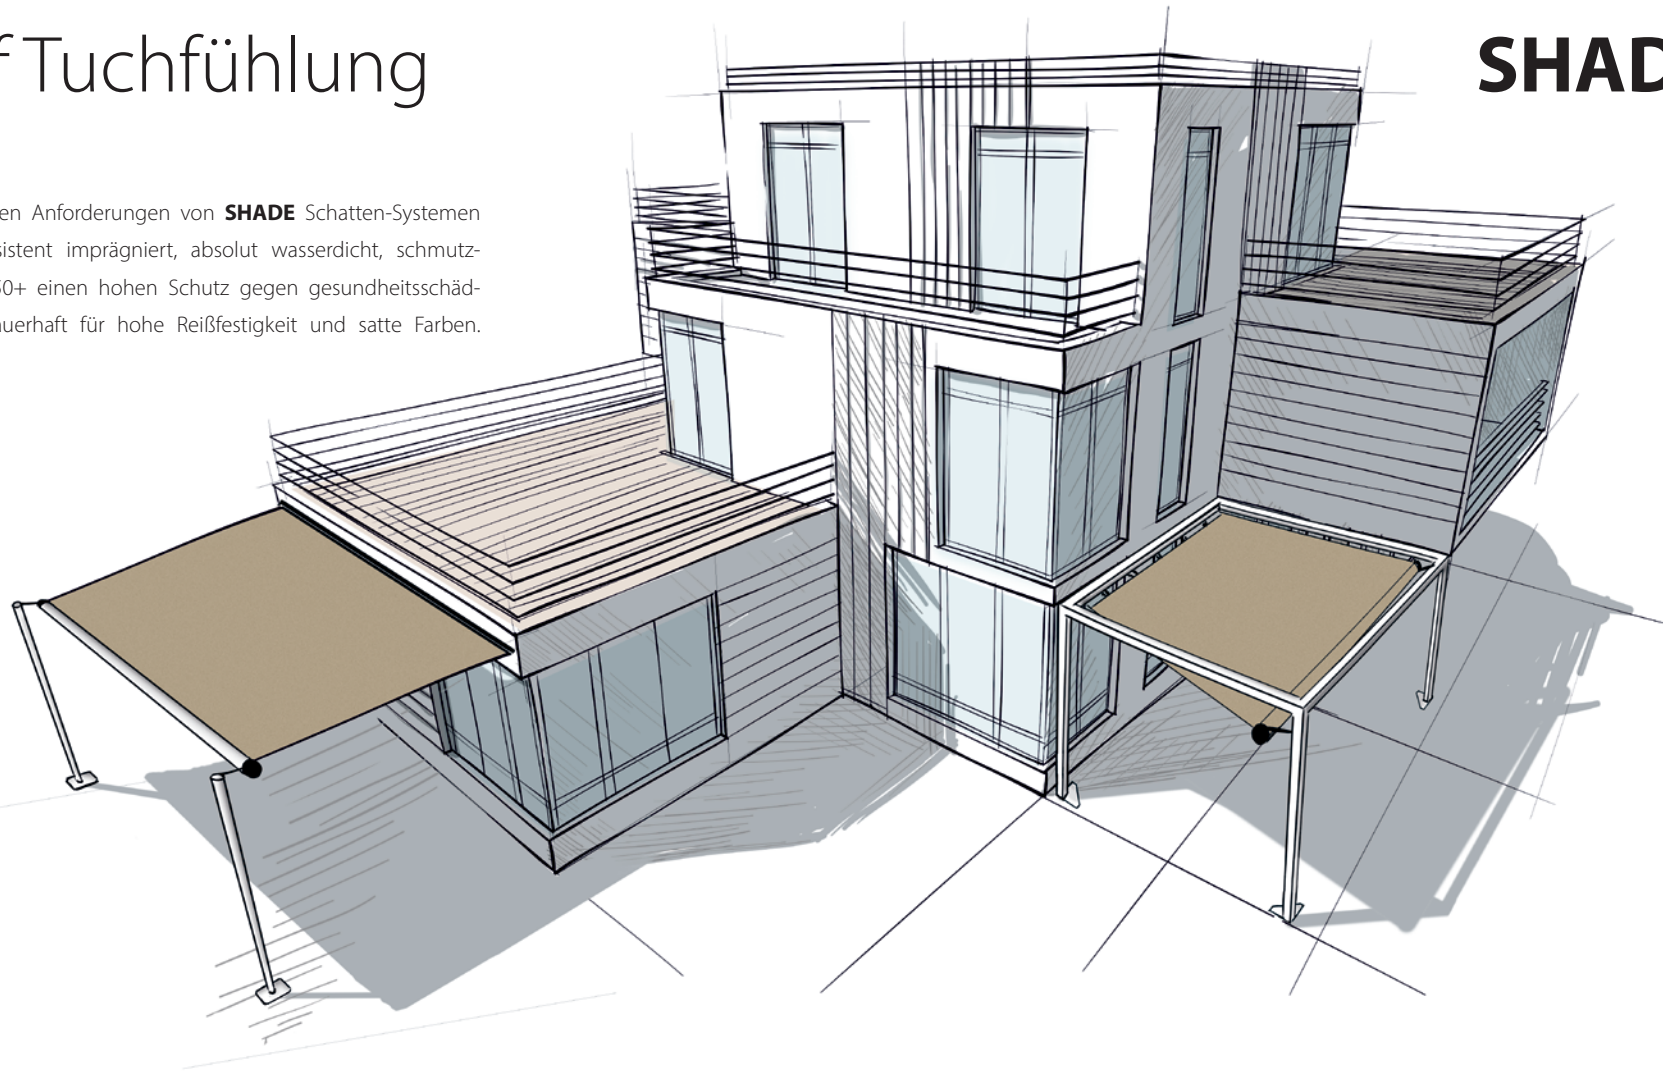 f Tuchfühlung
SHAD
en Anforderungen von SHADE Schatten-Systemen
sistent imprägniert, absolut wasserdicht, schmutz-
50+ einen hohen Schutz gegen gesundheitsschäd-
auerhaft für hohe Reißfestigkeit und satte Farben.